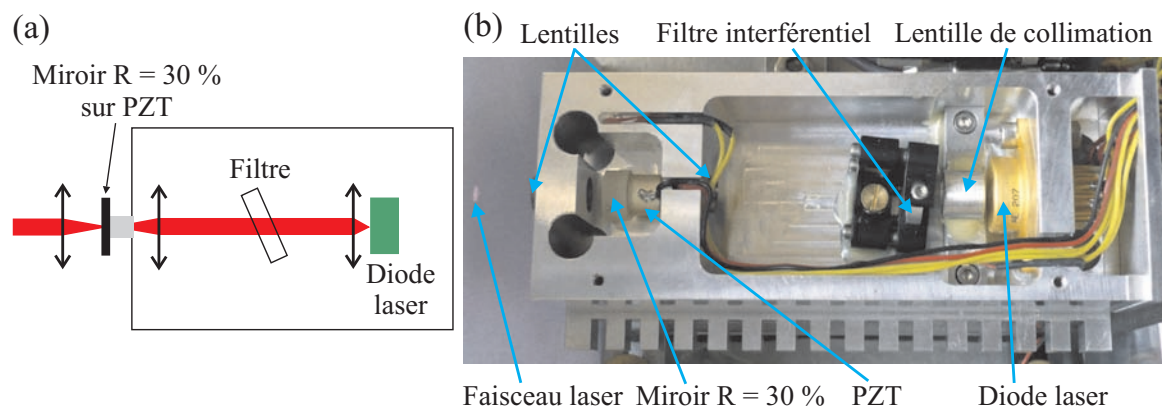 (a)
Miroir R = 30 %
sur PZT
Filtre
Diode
laser
(b)
Lentilles
Filtre interférentiel
Lentille de collimation
207
Faisceau laser
Miroir R = 30 %
PZT
Diode laser